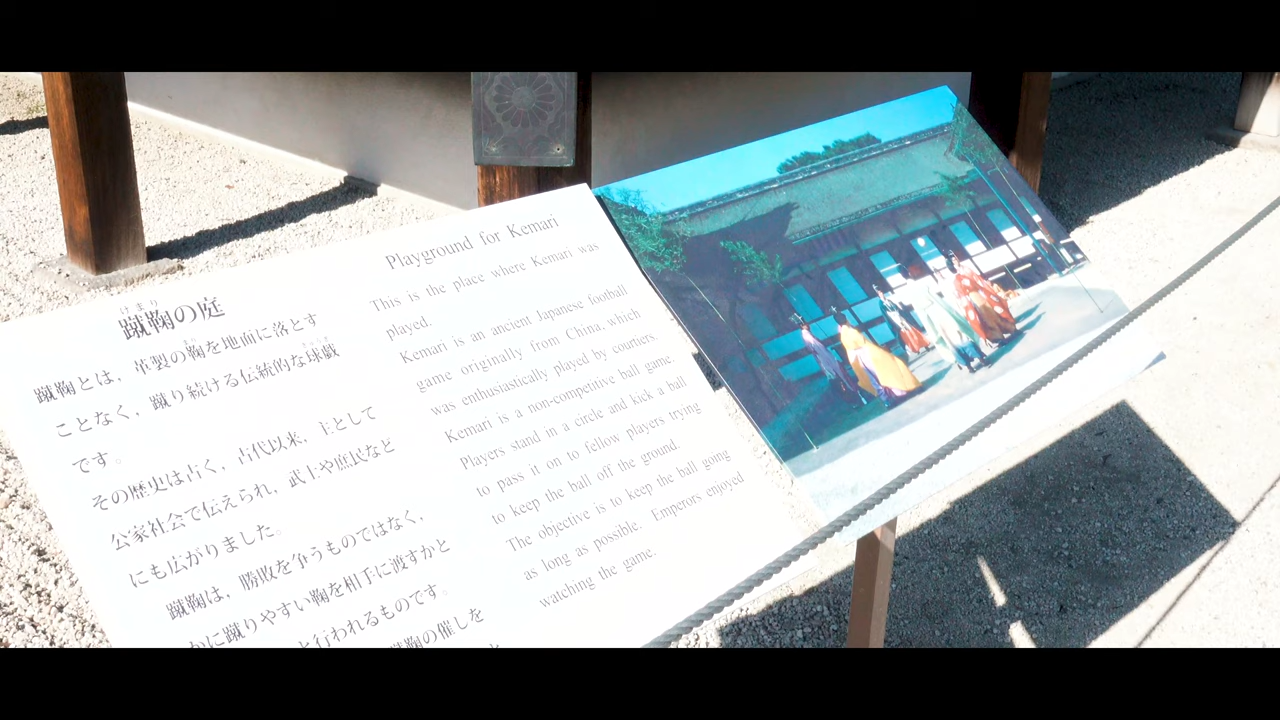 けまり
蹴鞠の庭
蹴鞠とは，革製の鞠を地面に落とす
ことなく，蹴り続ける伝統的な球戯
です。
その歴史は古く，古代以来，主として
公家社会で伝えられ，武士や庶民など
にも広がりました。
蹴鞠は，勝敗を争うものではなく，
かに蹴りやすい鞠を相手に渡すかと
と行われるものです。
蹴鞠の催しを
Playground for Kemari
This is the place where Kemari was
played.
Kemari is an ancient Japanese football
game originally from China, which
was enthusiastically played by courtiers.
Kemari is a non-competitive ball game.
Players stand in a circle and kick a ball
to pass it on to fellow players trying
to keep the ball off the ground.
The objective is to keep the ball going
as long as possible. Emperors enjoyed
watching the game.